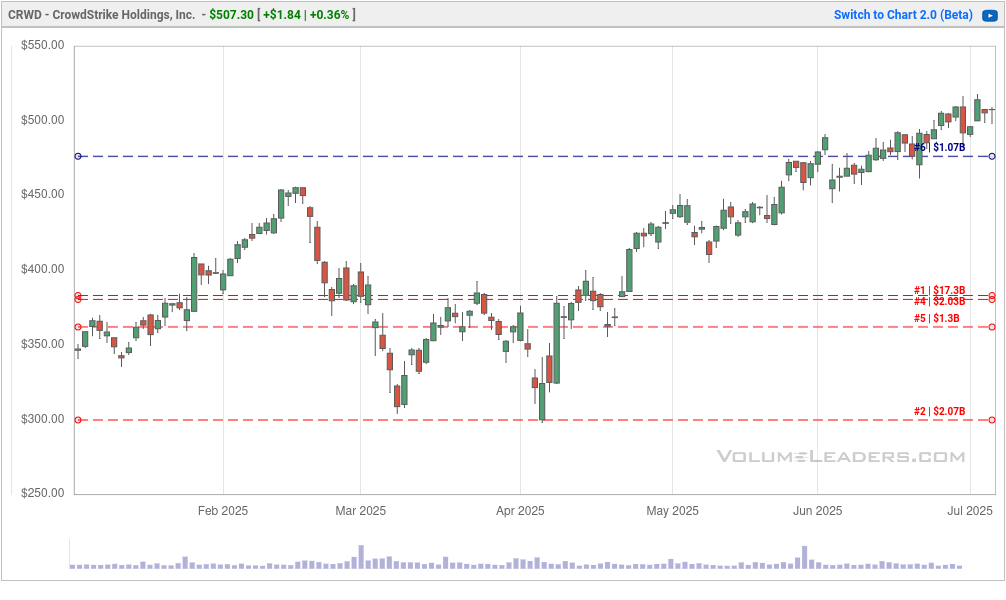 CRWD - CrowdStrike Holdings, Inc. - $507.30 [ +$1.84 | +0.36% ]
Switch to Chart 2.0 (Beta)
$550.00
$500.00
#6 | $1.07B
$450.00
$400.00
#1 | $17.3B
#4 | $2.03B
#5 | $1.3B
$350.00
#2 | $2.07B
$300.00
VOLUMELEADERS.COM
$250.00
Feb 2025
Mar 2025
Apr 2025
May 2025
Jun 2025
Jul 2025